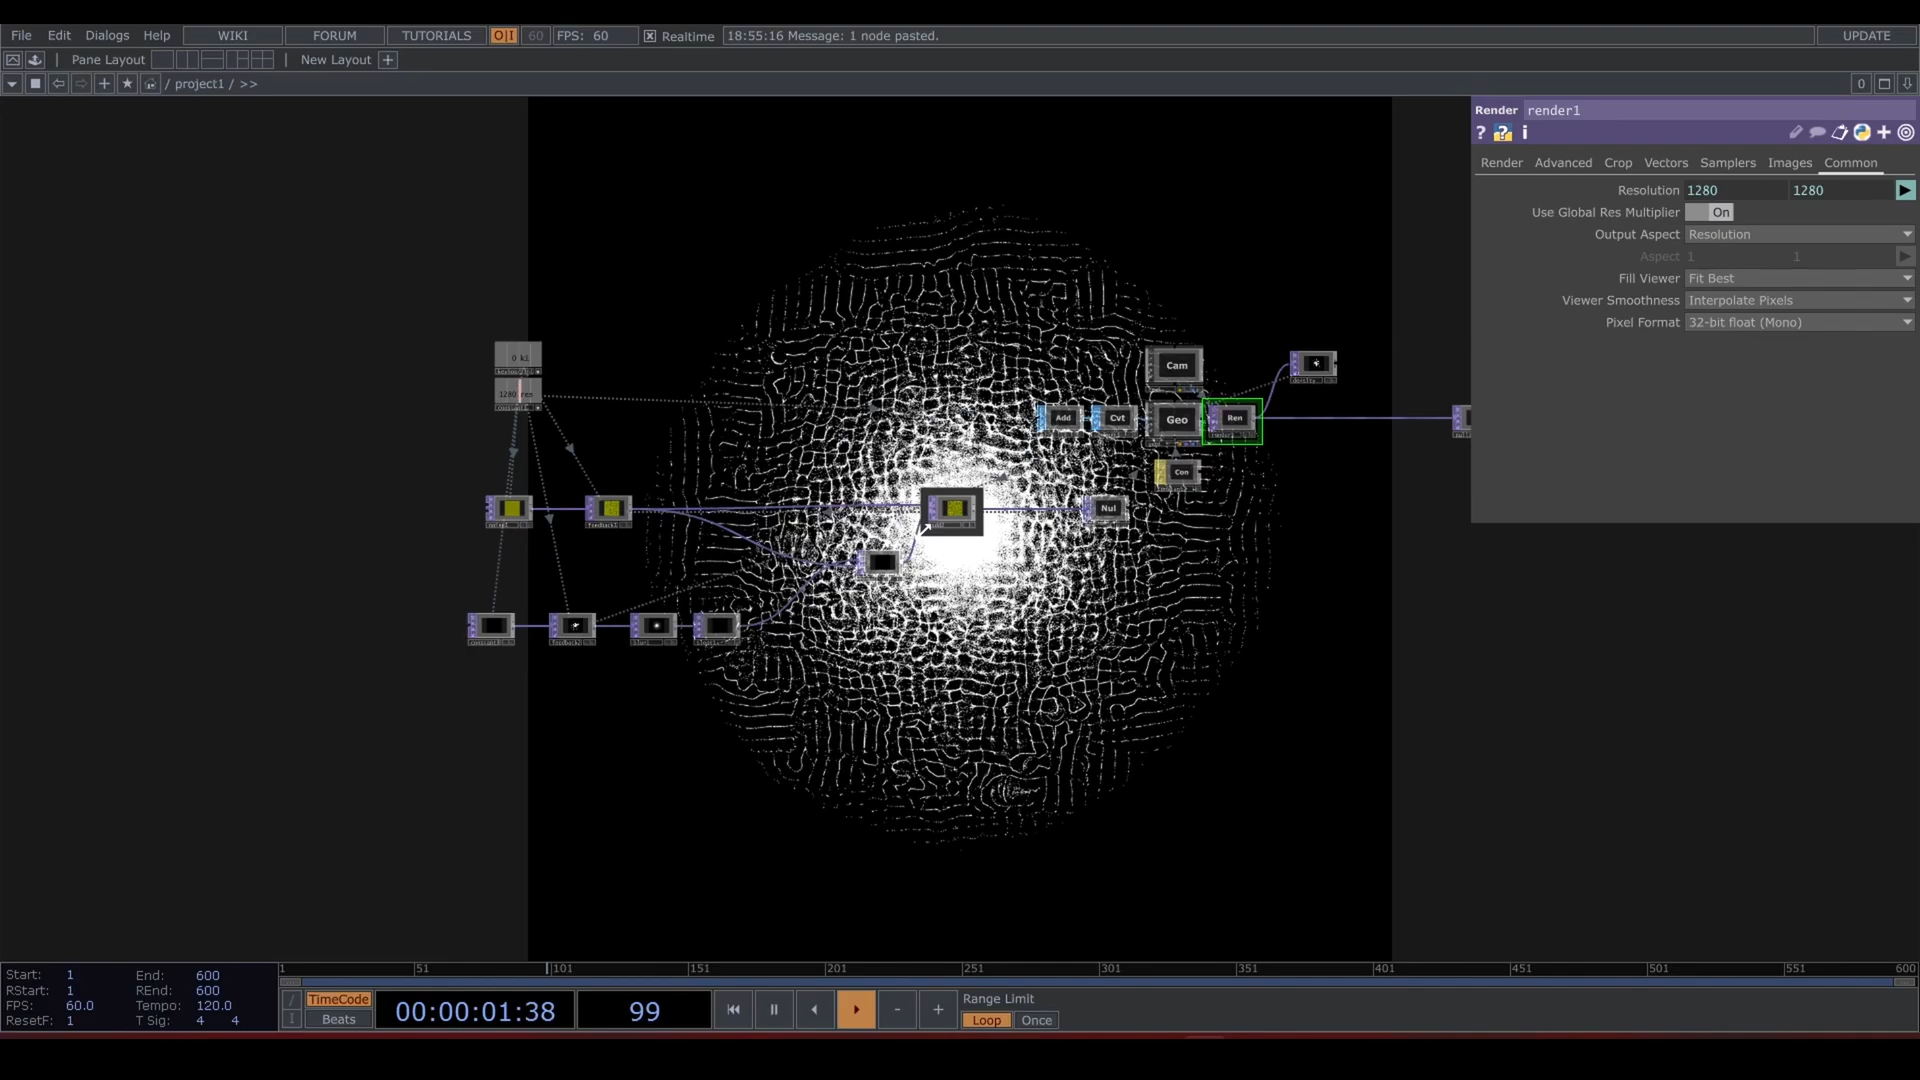 File Edit Dialogs Help WIKI FORUM TUTORIALS O|I 60 FPS: 60 Realtime 18:55:16 Message: 1 node pasted. UPDATE
Pane Layout New Layout +
/ project1 / >> 0
Render render1
? ? i
Render Advanced Crop Vectors Samplers Images Common
Resolution 1280 1280
Use Global Res Multiplier On
Output Aspect Resolution
Aspect 1 1
Fill Viewer Fit Best
Viewer Smoothness Interpolate Pixels
Pixel Format 32-bit float (Mono)
1280 res
Cam
Add Cvt Geo Ren
Con
Nul
1 51 101 151 201 251 301 351 401 451 501 551 600
Start: 1 End: 600
RStart: 1 REnd: 600
FPS: 60.0 Tempo: 120.0
ResetF: 1 T Sig: 4 4
TimeCode
Beats
00:00:01:38 99
- +
Range Limit
Loop Once